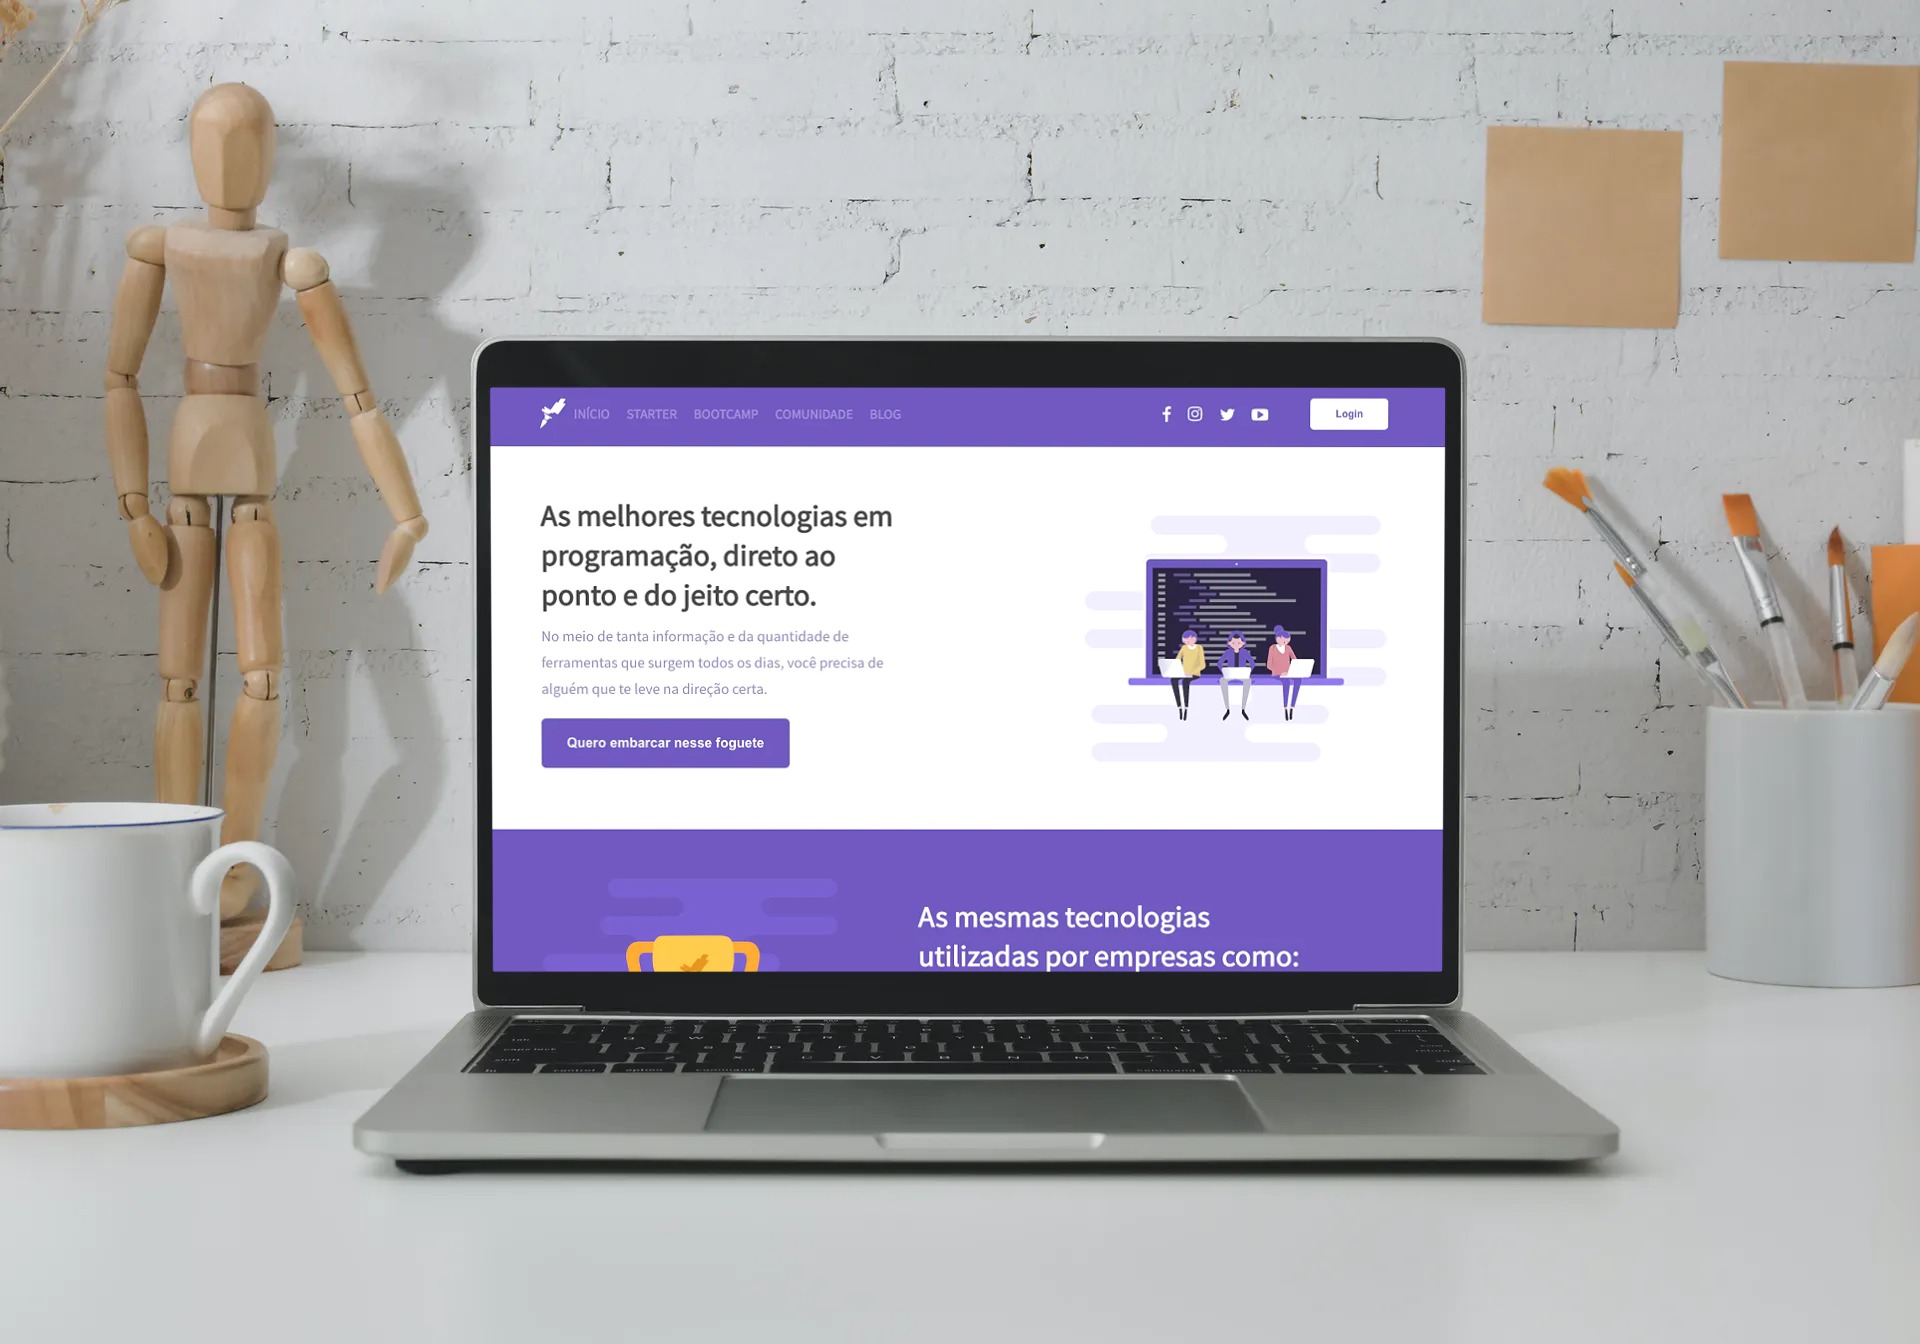 INÍCIO STARTER BOOTCAMP COMUNIDADE BLOG Login
As melhores tecnologias em
programação, direto ao
ponto e do jeito certo.
No meio de tanta informação e da quantidade de
ferramentas que surgem todos os dias, você precisa de
alguém que te leve na direção certa.
Quero embarcar nesse foguete
As mesmas tecnologias
utilizadas por empresas como: